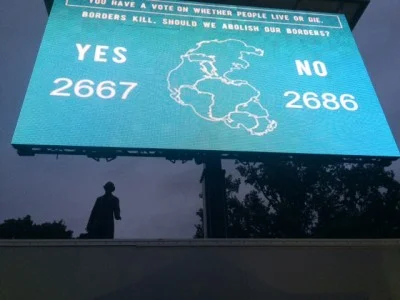 YOU HAVE A VOTE ON WHETHER PEOPLE LIVE OR DIE.
BORDERS KILL. SHOULD WE ABOLISH OUR BORDERS?
YES
NO
2667
2686